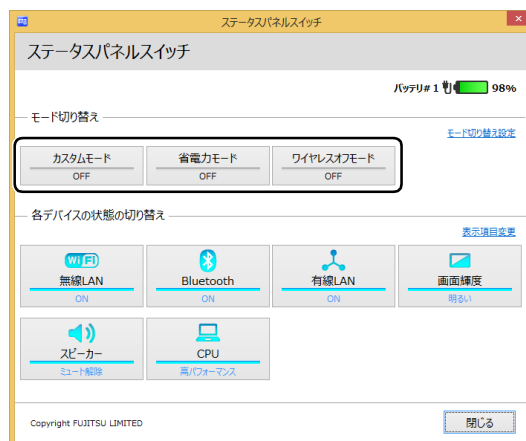 ステータスパネルスイッチ
ステータスパネルスイッチ
バッテリ#1 98%
モード切り替え
モード切り替え設定
カスタムモード 省電力モード ワイヤレスオフモード
OFF OFF OFF
各デバイスの状態の切り替え
表示項目変更
WiFi
無線LAN Bluetooth 有線LAN 画面輝度
ON ON ON 明るい
スピーカー CPU
ミュート解除 高パフォーマンス
Copyright FUJITSU LIMITED 閉じる